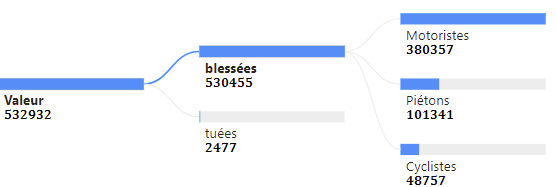 Valeur
532932
blessées
530455
tuées
2477
Motoristes
380357
Piétons
101341
Cyclistes
48757